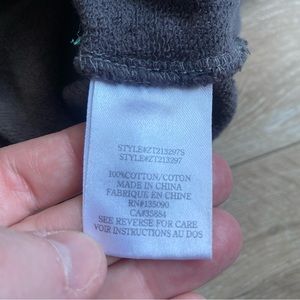 STYLE#ZT213297S
STYLE#ZT213297
100%COTTON/COTON
MADE IN CHINA
FABRIQUE EN CHINE
RN#135090
CA#35884
SEE REVERSE FOR CARE
VOIR INSTRUCTIONS AU DOS